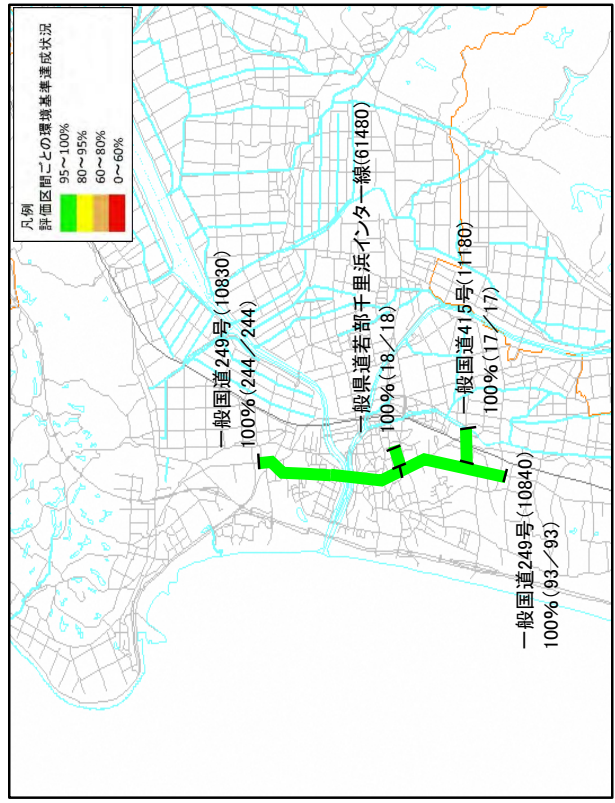 凡例
評価区間ごとの環境基準達成状況
95～100%
80～95%
60～80%
0～60%
一般国道249号(10830)
100%(244／244)
一般県道若部千里浜インター線(61480)
100%(18／18)
一般国道415号(11180)
100%(17／17)
一般国道249号(10840)
100%(93／93)